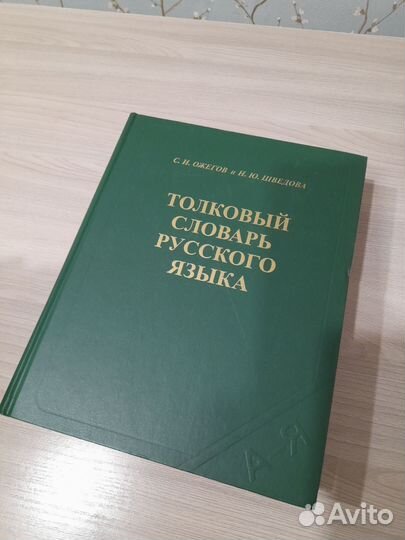 С. И. ОЖЕГОВ и Н. Ю. ШВЕДОВА
ТОЛКОВЫЙ
СЛОВАРЬ
РУССКОГО
ЯЗЫКА
А Я
Avito